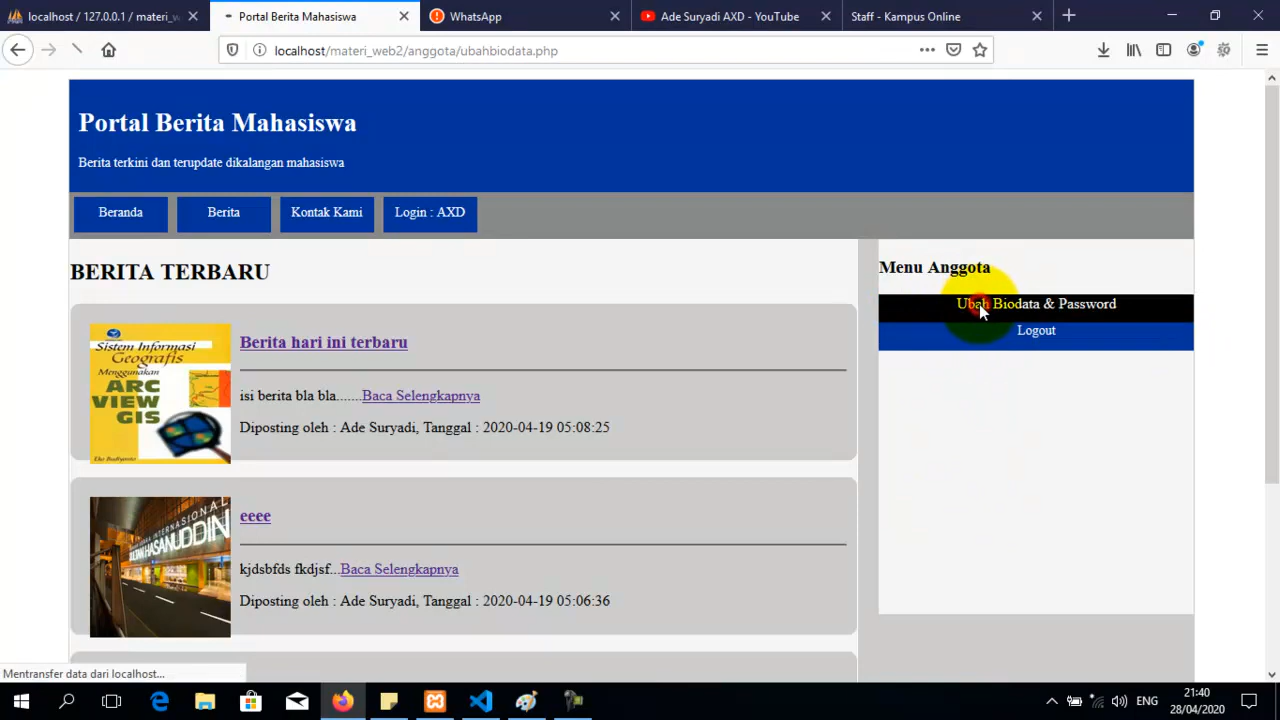 localhost / 127.0.0.1 / materi_w
Portal Berita Mahasiswa
WhatsApp
Ade Suryadi AXD - YouTube
Staff - Kampus Online
localhost/materi_web2/anggota/ubahbiodata.php
Portal Berita Mahasiswa
Berita terkini dan terupdate dikalangan mahasiswa
Beranda
Berita
Kontak Kami
Login : AXD
BERITA TERBARU
Menu Anggota
Ubah Biodata & Password
Logout
Sistem Informasi
Geografis
Menggunakan
ARC
VIEW
GIS
Eko Budiyanto
Berita hari ini terbaru
isi berita bla bla.......Baca Selengkapnya
Diposting oleh : Ade Suryadi, Tanggal : 2020-04-19 05:08:25
INTERNASIONAL
SULTAN HASANUDDIN
eeee
kjdsbfds fkdjsf...Baca Selengkapnya
Diposting oleh : Ade Suryadi, Tanggal : 2020-04-19 05:06:36
Mentransfer data dari localhost...
ENG
21:40
28/04/2020